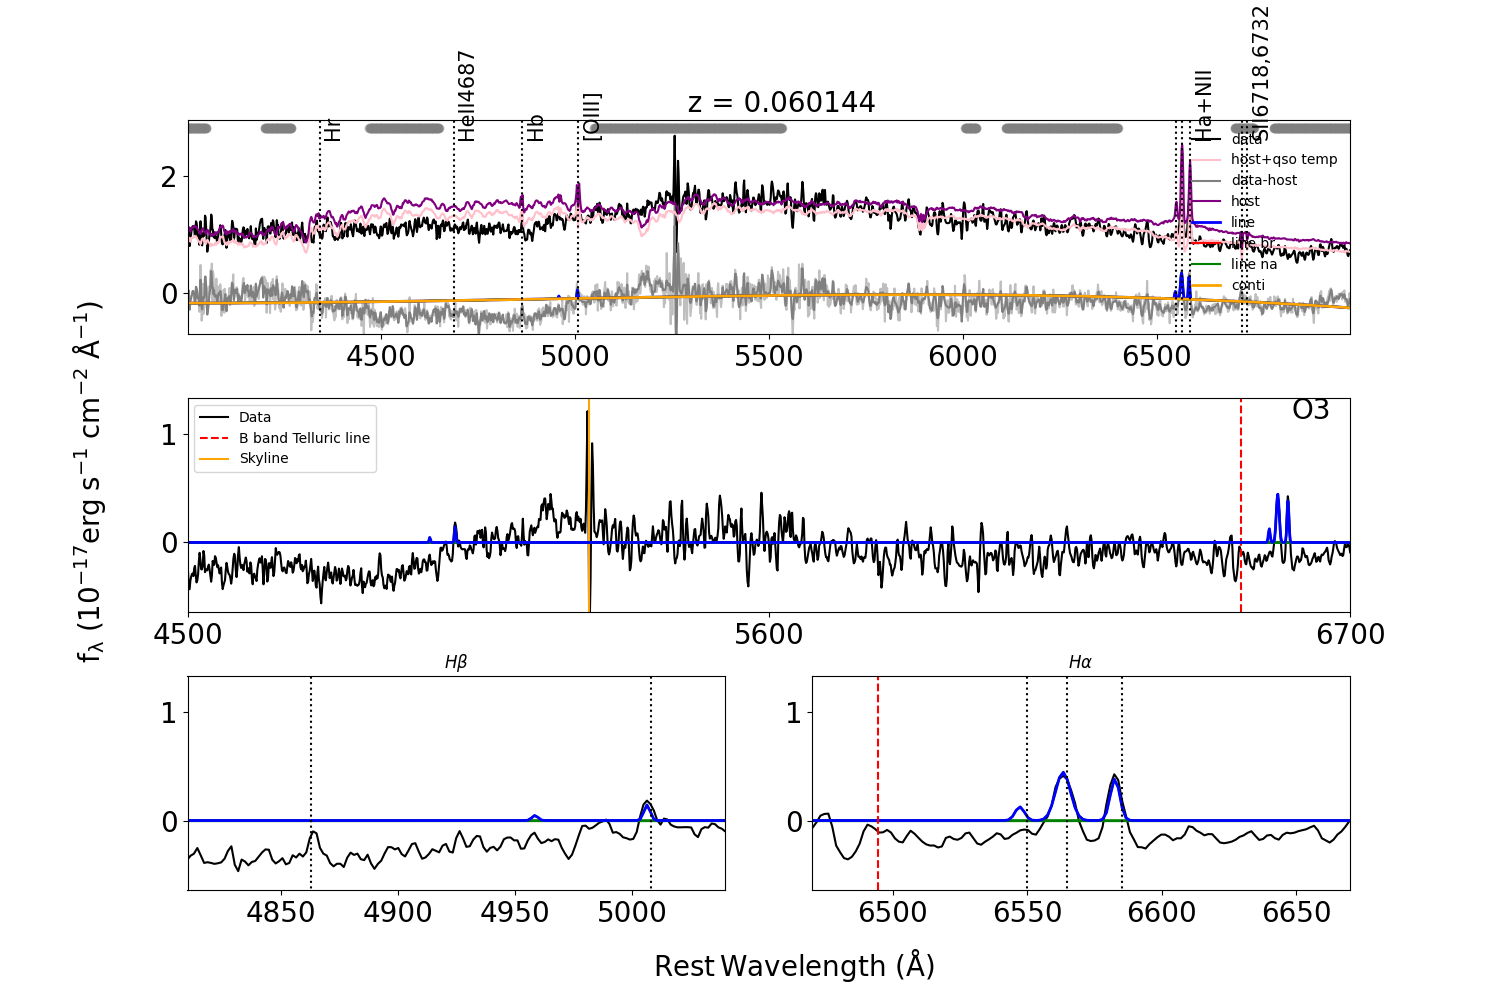 z = 0.060144
Hr
HeII4687
Hb
[OIII]
Ha+NII
SII6718,6732
data
host+qso temp
data-host
host
line
line br
line na
conti
2
0
4500 5000 5500 6000 6500
fλ (10⁻¹⁷erg s⁻¹ cm⁻² Å⁻¹)
Data
B band Telluric line
Skyline
O3
1
0
4500 5600 6700
Hβ
1
0
4850 4900 4950 5000
Hα
1
0
6500 6550 6600 6650
Rest Wavelength (Å)